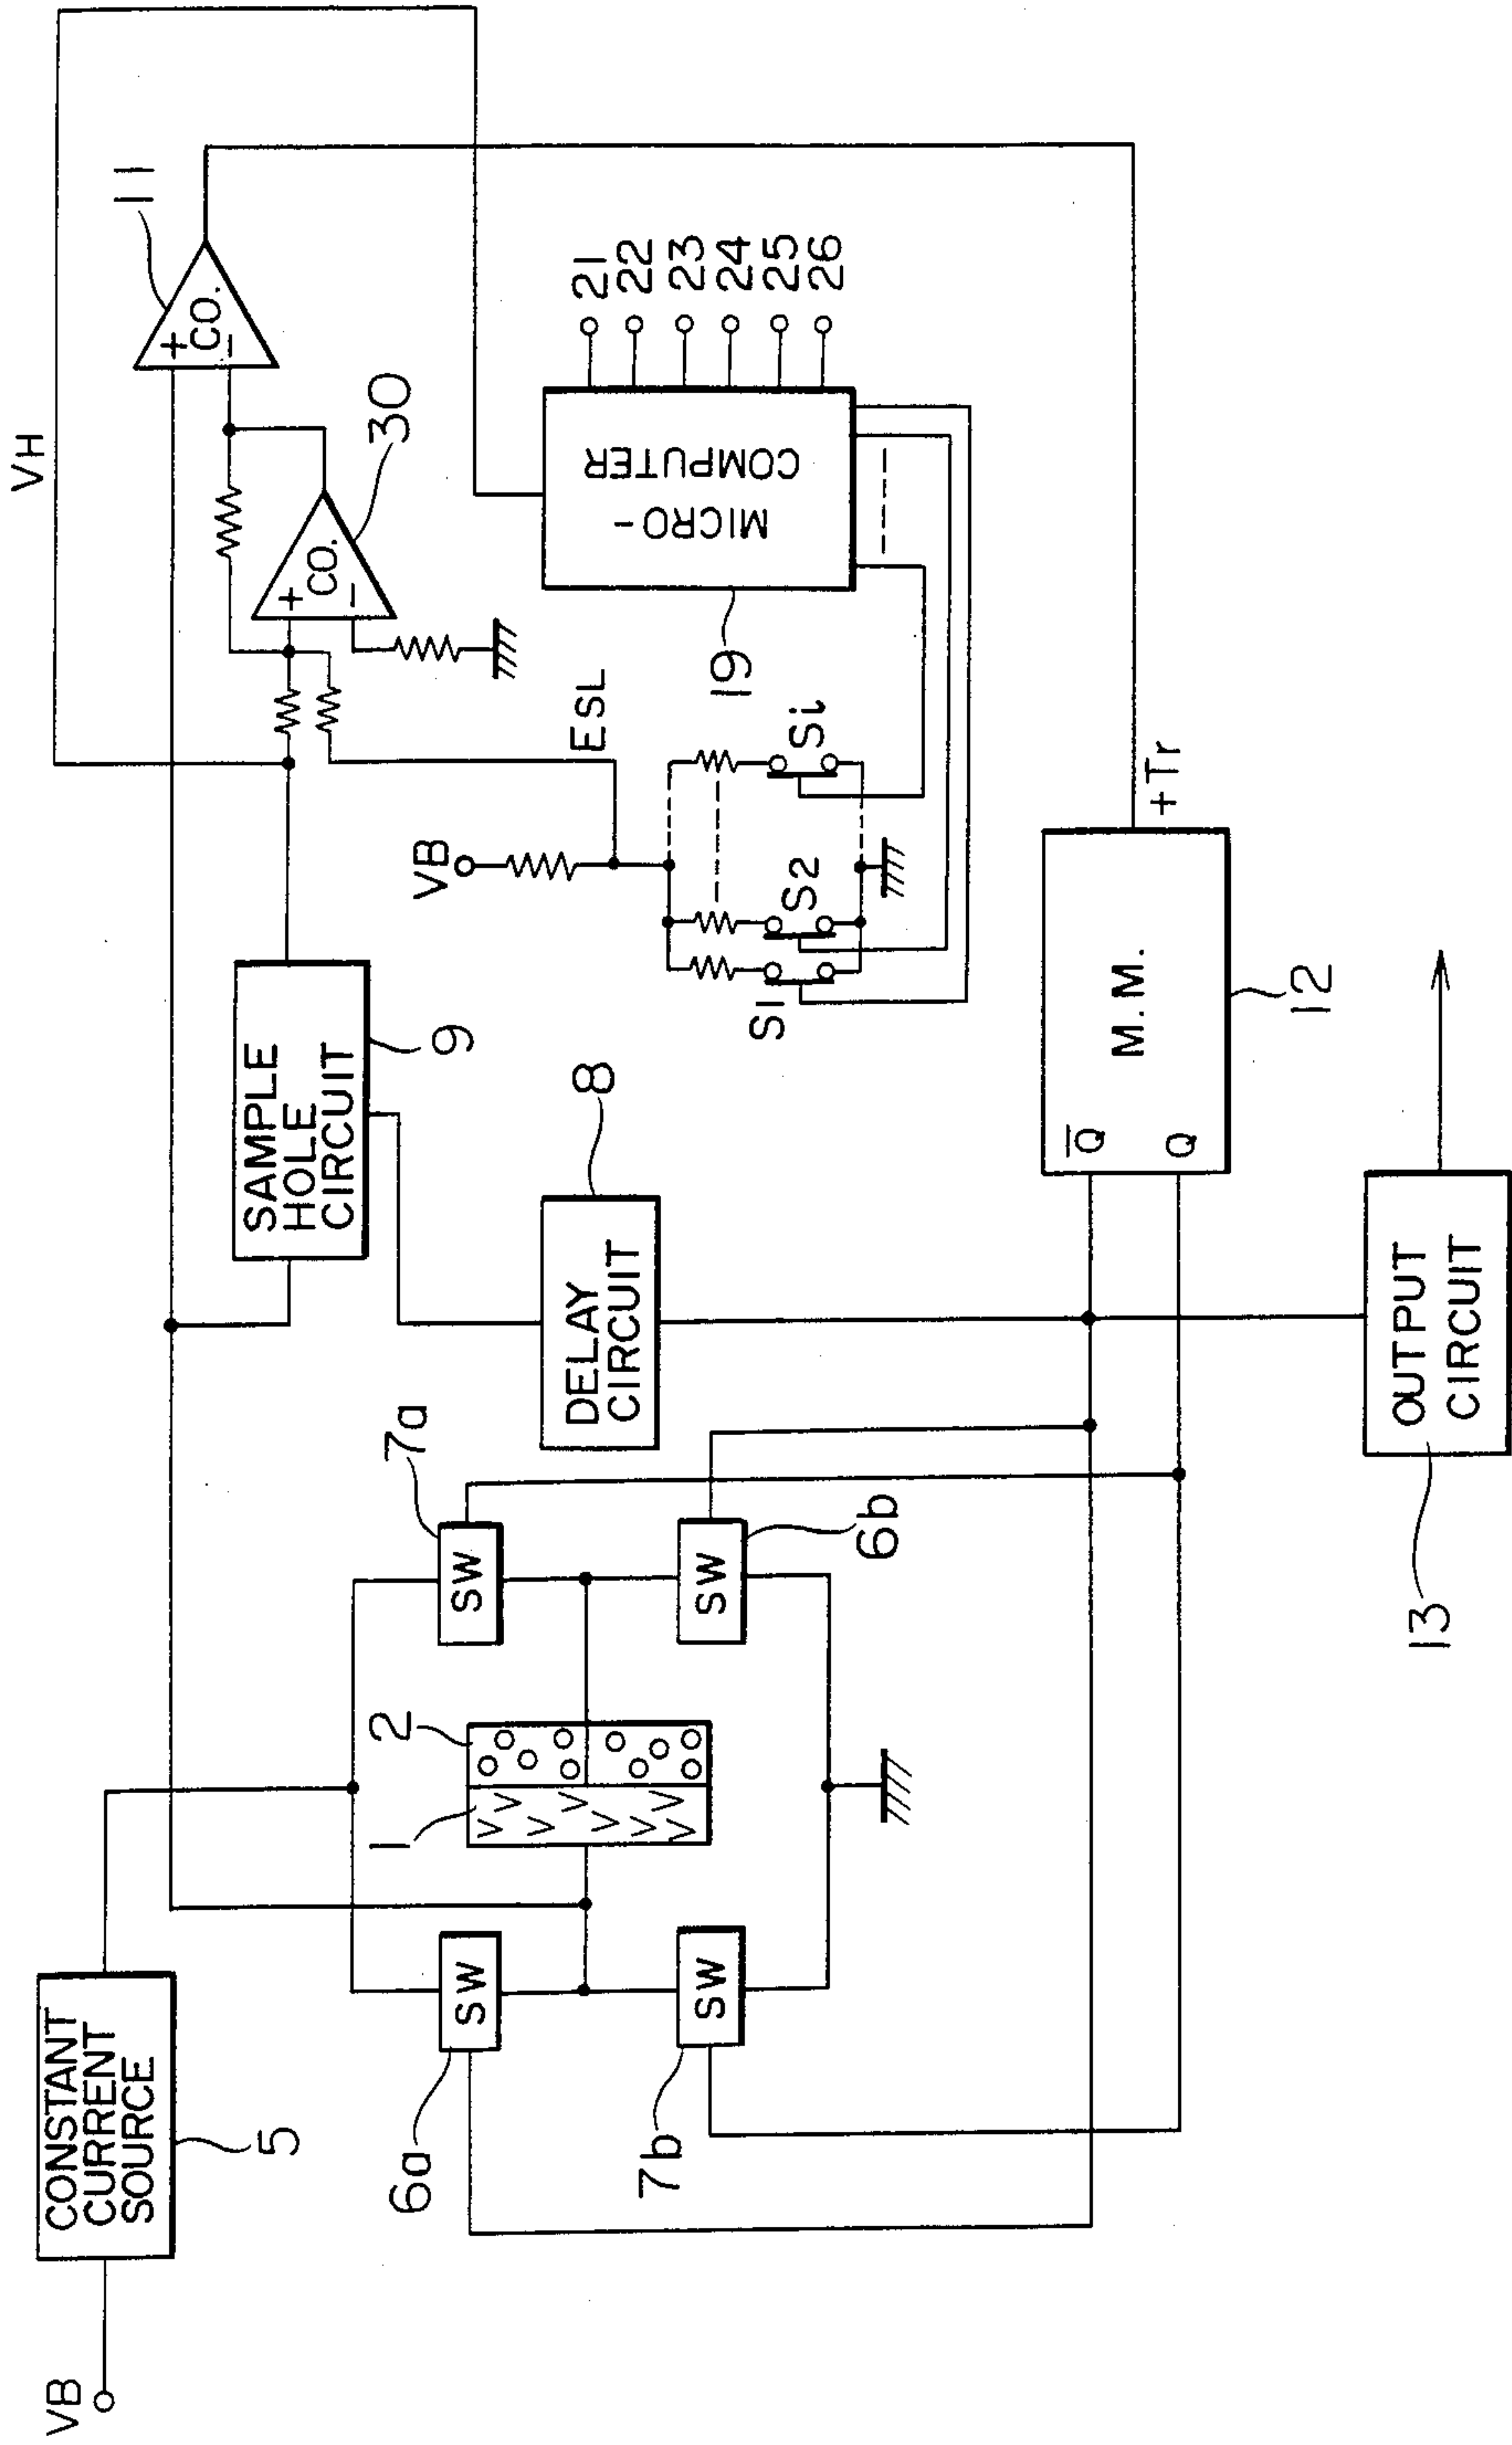 VB
CONSTANT
CURRENT
SOURCE
5
6a
SW
7b
SW
1
2
7a
SW
6b
SW
SAMPLE
HOLE
CIRCUIT
9
DELAY
CIRCUIT
8
VH
11
+
CO.
−
30
+
CO.
−
ESL
VB
S1
S2
Si
MICRO-
COMPUTER
19
21
22
23
24
25
26
+Tr
M.M.
Q̅
Q
12
OUTPUT
CIRCUIT
13